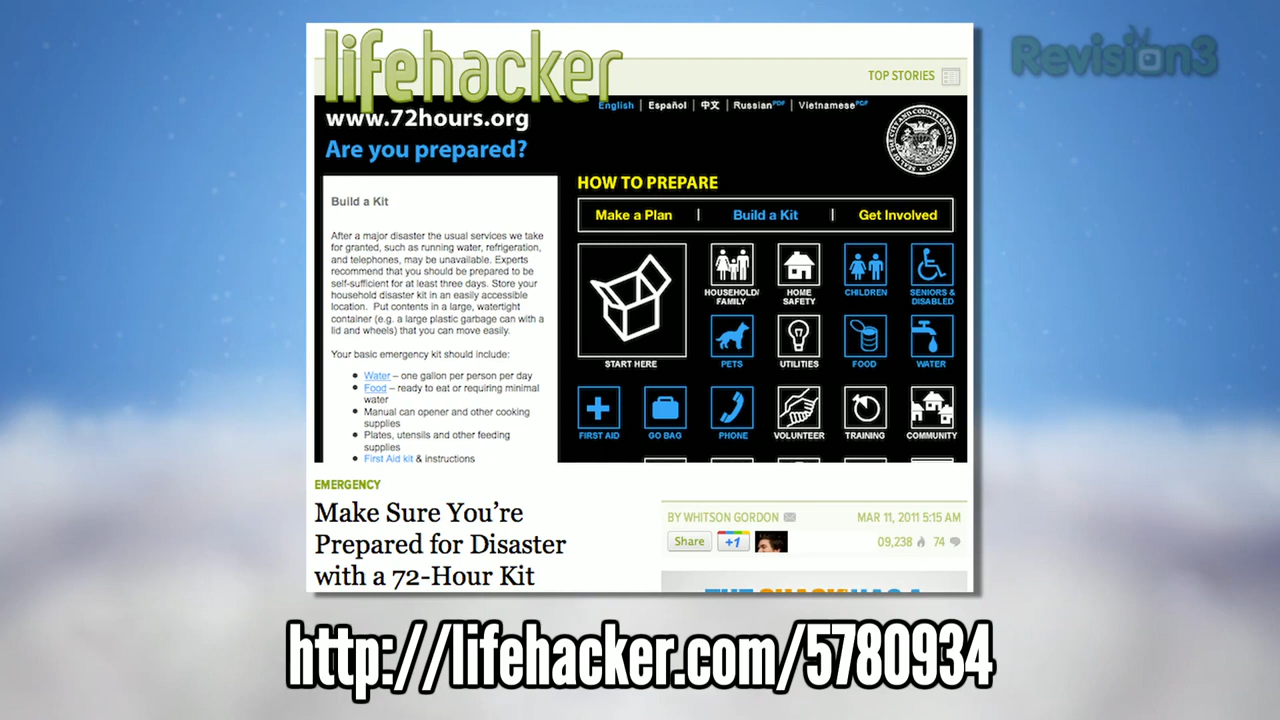 Revision3
lifehacker
TOP STORIES
English | Español | 中文 | Russian PDF | Vietnamese PDF
www.72hours.org
Are you prepared?
SEAL OF THE CITY AND COUNTY OF SAN FRANCISCO
Build a Kit
After a major disaster the usual services we take
for granted, such as running water, refrigeration,
and telephones, may be unavailable. Experts
recommend that you should be prepared to be
self-sufficient for at least three days. Store your
household disaster kit in an easily accessible
location. Put contents in a large, watertight
container (e.g. a large plastic garbage can with a
lid and wheels) that you can move easily.
Your basic emergency kit should include:
Water – one gallon per person per day
Food – ready to eat or requiring minimal
water
Manual can opener and other cooking
supplies
Plates, utensils and other feeding
supplies
First Aid kit & instructions
HOW TO PREPARE
Make a Plan | Build a Kit | Get Involved
START HERE
HOUSEHOLD/
FAMILY
HOME
SAFETY
CHILDREN
SENIORS &
DISABLED
PETS
UTILITIES
FOOD
WATER
FIRST AID
GO BAG
PHONE
VOLUNTEER
TRAINING
COMMUNITY
EMERGENCY
Make Sure You're
Prepared for Disaster
with a 72-Hour Kit
BY WHITSON GORDON
MAR 11, 2011 5:15 AM
Share
+1
09,238
74
http://lifehacker.com/5780934